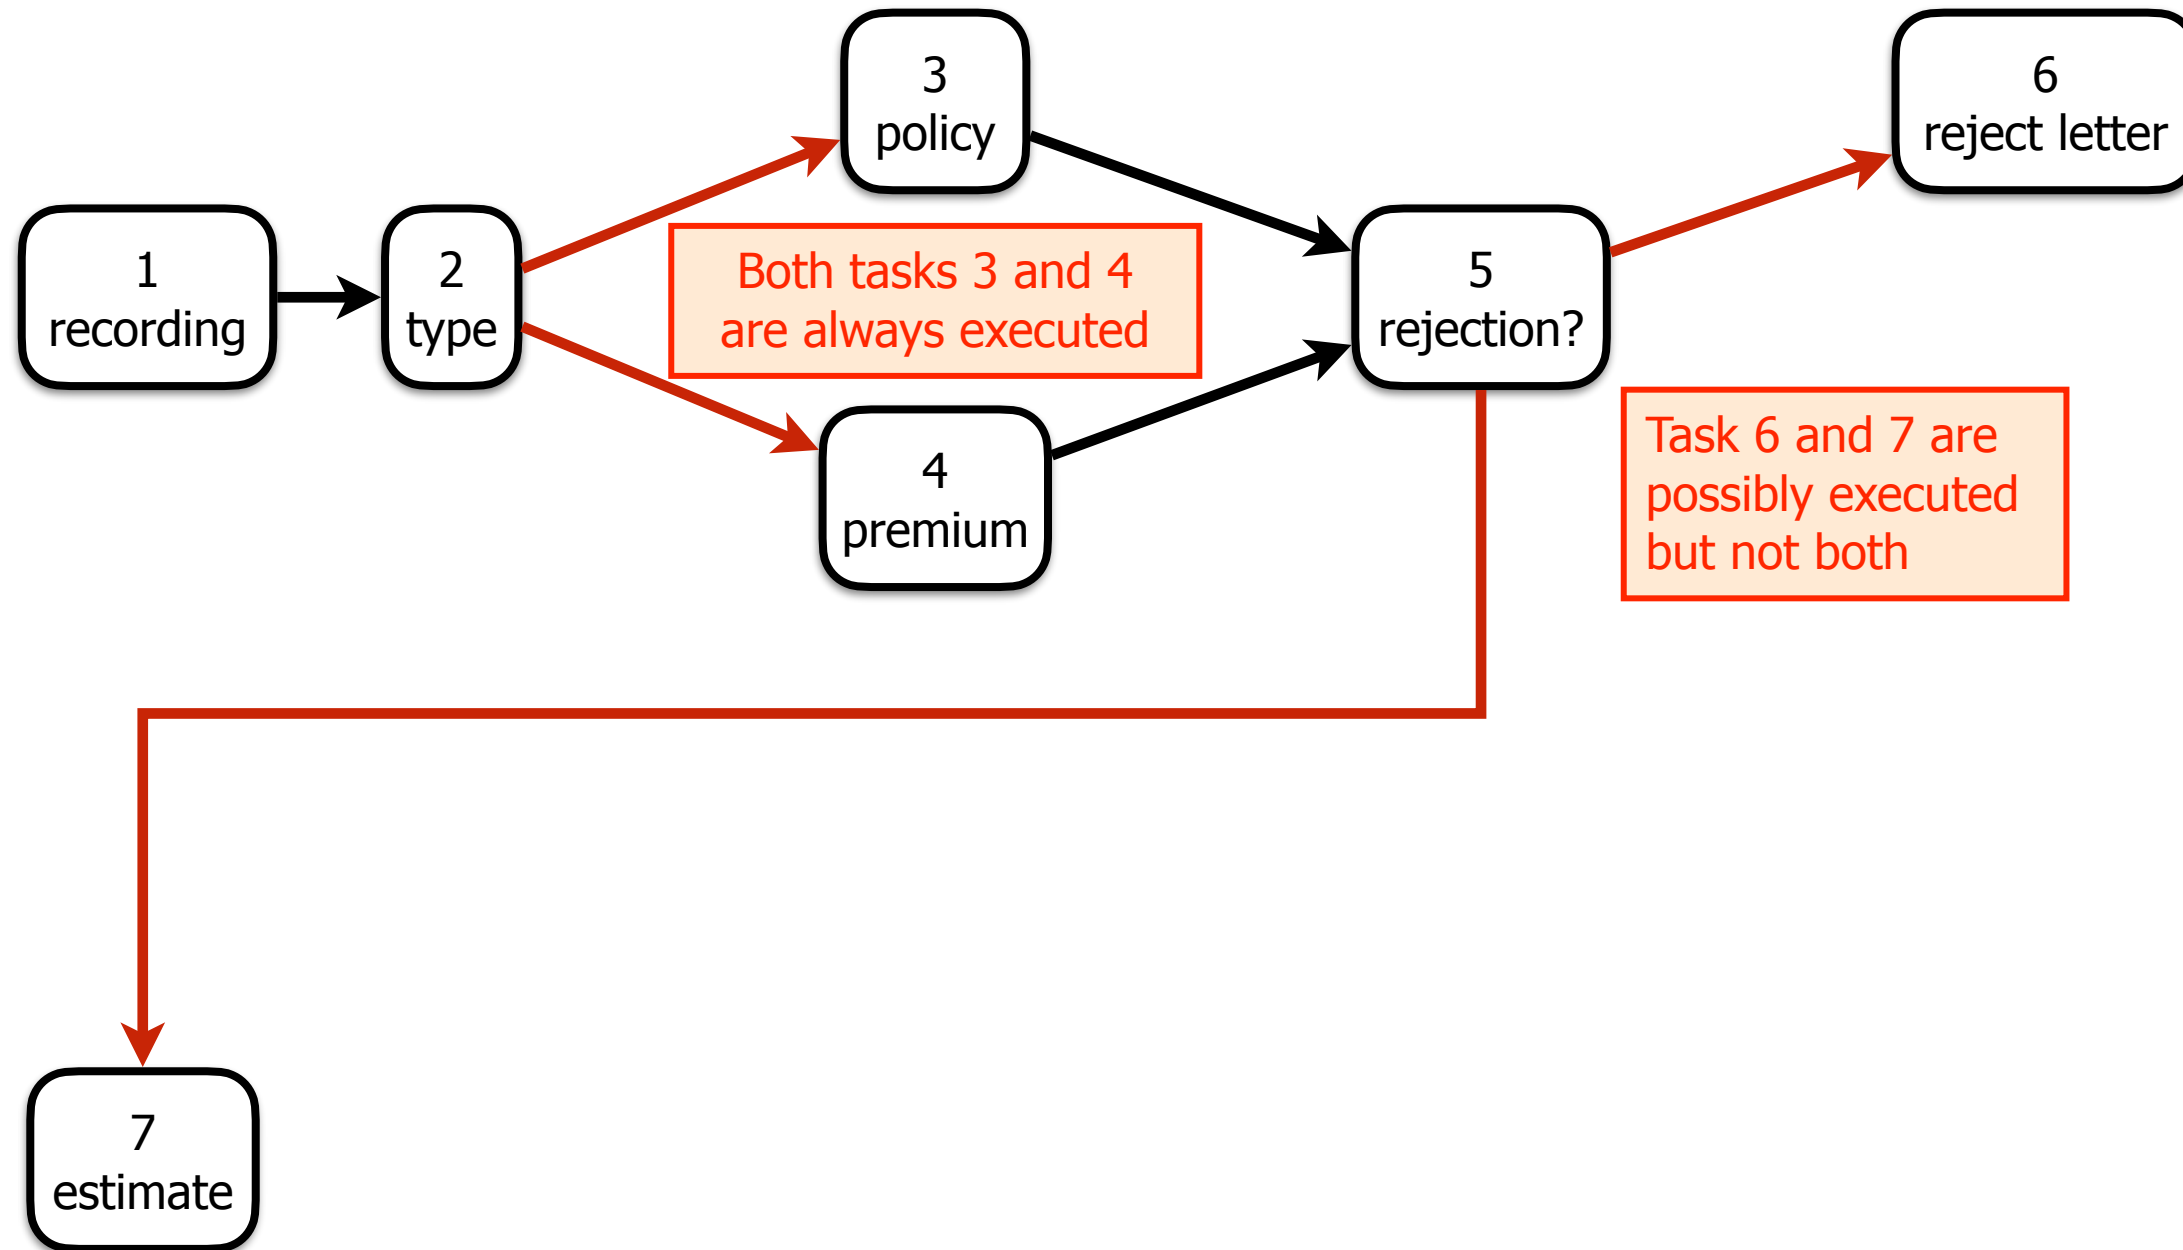 1
recording
2
type
3
policy
Both tasks 3 and 4
are always executed
4
premium
5
rejection?
6
reject letter
Task 6 and 7 are
possibly executed
but not both
7
estimate